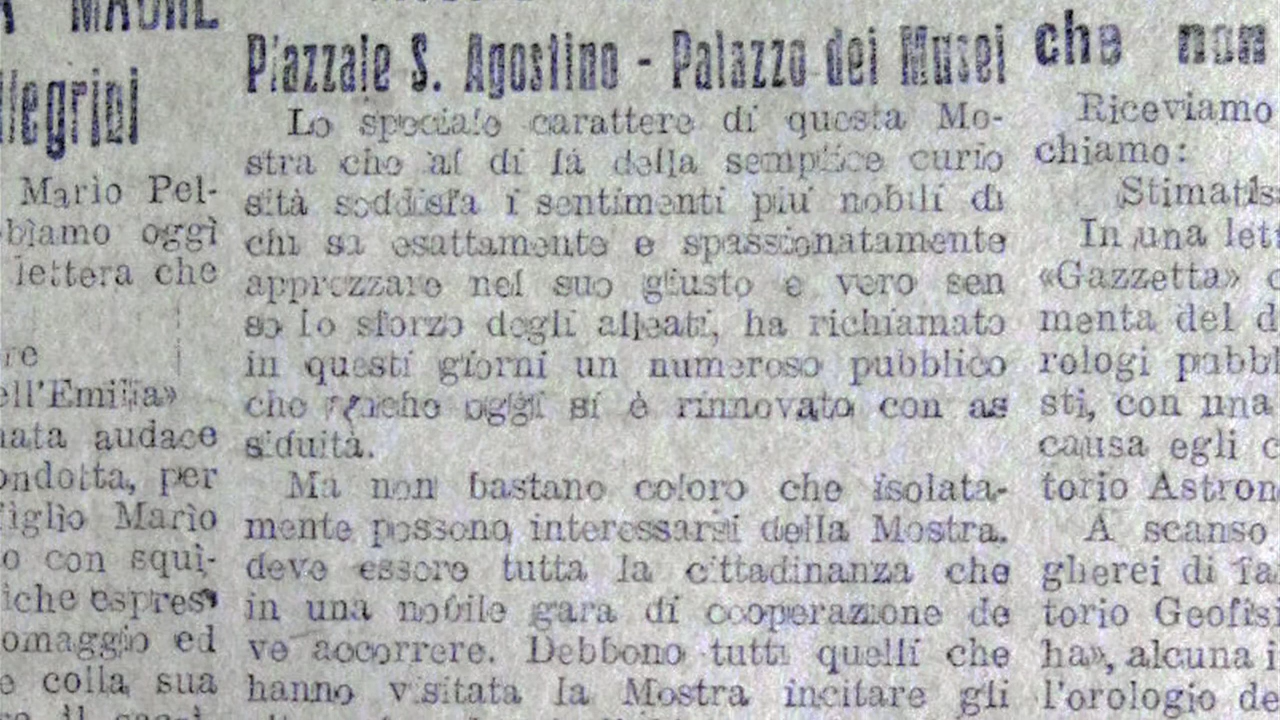 MADRE
llegrini
Mario Pel-
bbiamo oggi
lettera che
re
ell'Emilia»
nata audace
ondotta, per
figlio Mario
o con squi-
iche espres
omaggio ed
e colla sua
Piazzale S. Agostino - Palazzo dei Musei
Lo speciale carattere di questa Mo-
stra che al di là della semplice curio
sità soddisfa i sentimenti più nobili di
chi sa esattamente e spassionatamente
apprezzare nel suo giusto e vero sen
so lo sforzo degli alleati, ha richiamato
in questi giorni un numeroso pubblico
che anche oggi si è rinnovato con as
siduità.
Ma non bastano coloro che isolata-
mente possono interessarsi della Mostra.
deve essere tutta la cittadinanza che
in una nobile gara di cooperazione de
ve accorrere. Debbono tutti quelli che
hanno visitata la Mostra incitare gli
che non
Riceviamo
chiamo:
Stimatis
In una lett
«Gazzetta» c
menta del d
rologi pubbl
sti, con una
causa egli c
torio Astron
A scanso
gherei di fa
torio Geofis
ha», alcuna i
l'orologio de